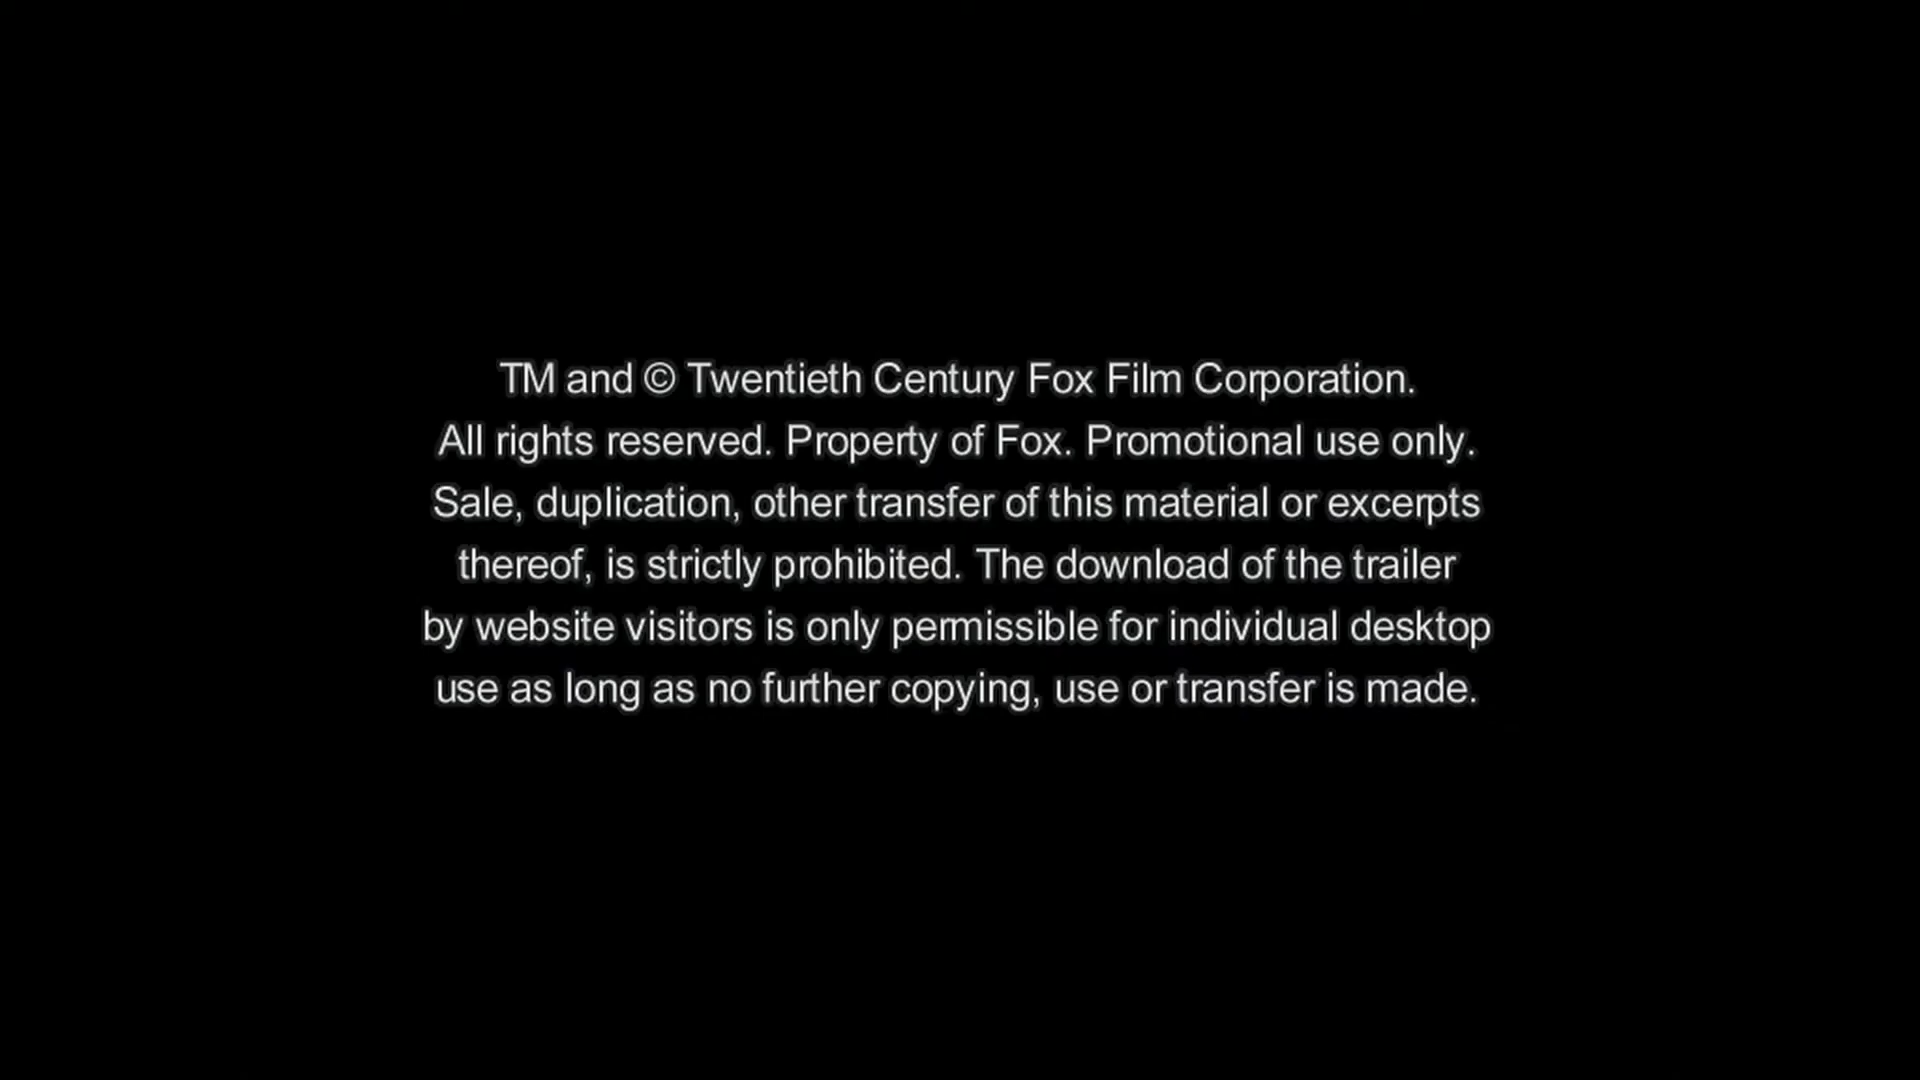 TM and © Twentieth Century Fox Film Corporation.
All rights reserved. Property of Fox. Promotional use only.
Sale, duplication, other transfer of this material or excerpts
thereof, is strictly prohibited. The download of the trailer
by website visitors is only permissible for individual desktop
use as long as no further copying, use or transfer is made.